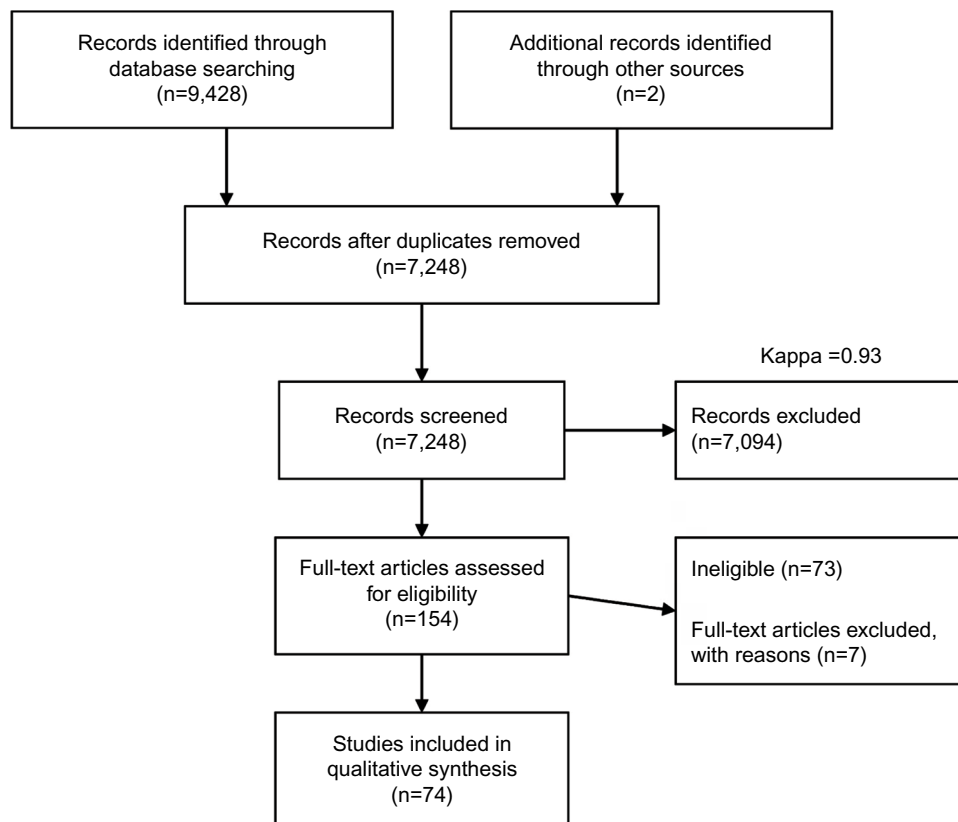 Records identified through
database searching
(n=9,428)
Additional records identified
through other sources
(n=2)
Records after duplicates removed
(n=7,248)
Kappa =0.93
Records screened
(n=7,248)
Records excluded
(n=7,094)
Full-text articles assessed
for eligibility
(n=154)
Ineligible (n=73)
Full-text articles excluded,
with reasons (n=7)
Studies included in
qualitative synthesis
(n=74)